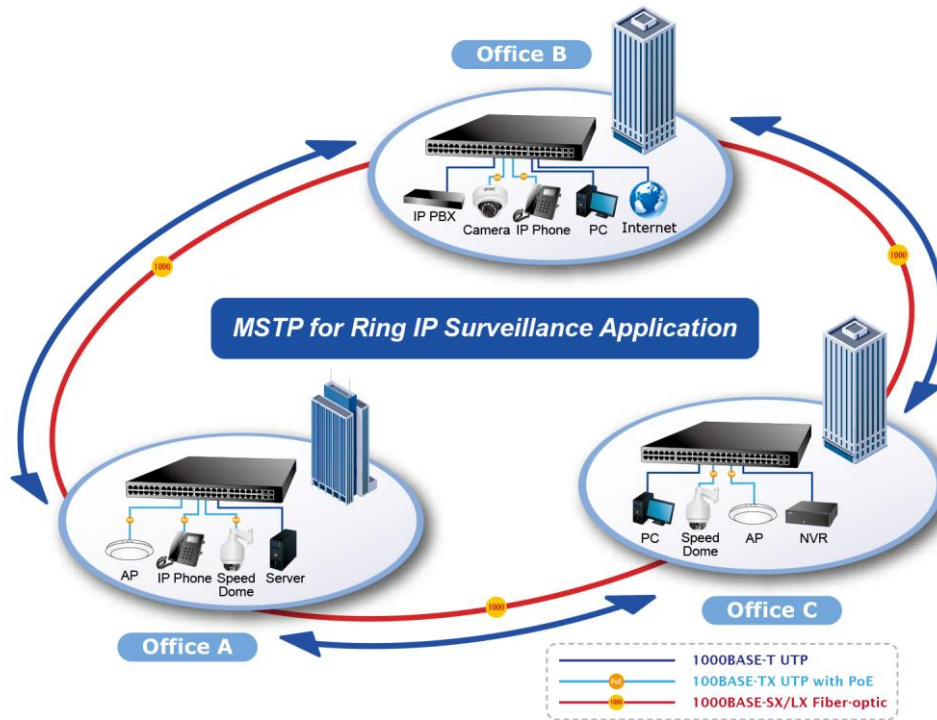 Office B
IP PBX
Camera
IP Phone
PC
Internet
1000
1000
MSTP for Ring IP Surveillance Application
AP
IP Phone
Speed
Dome
Server
PC
Speed
Dome
AP
NVR
1000
Office A
Office C
1000BASE-T UTP
PoE
100BASE-TX UTP with PoE
1000
1000BASE-SX/LX Fiber-optic